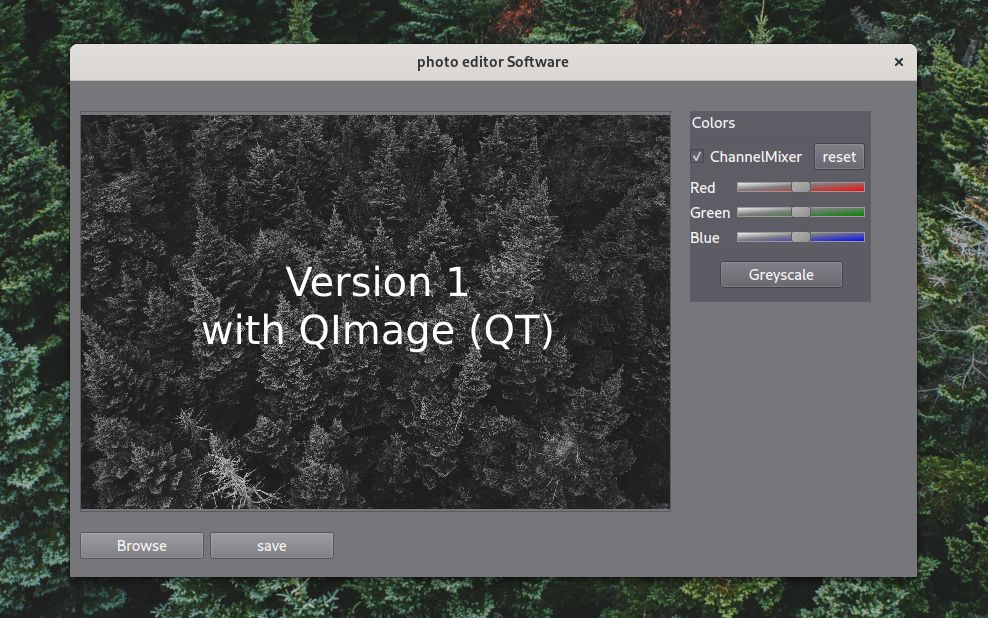 photo editor Software
Version 1
with QImage (QT)
Colors
ChannelMixer reset
Red
Green
Blue
Greyscale
Browse save